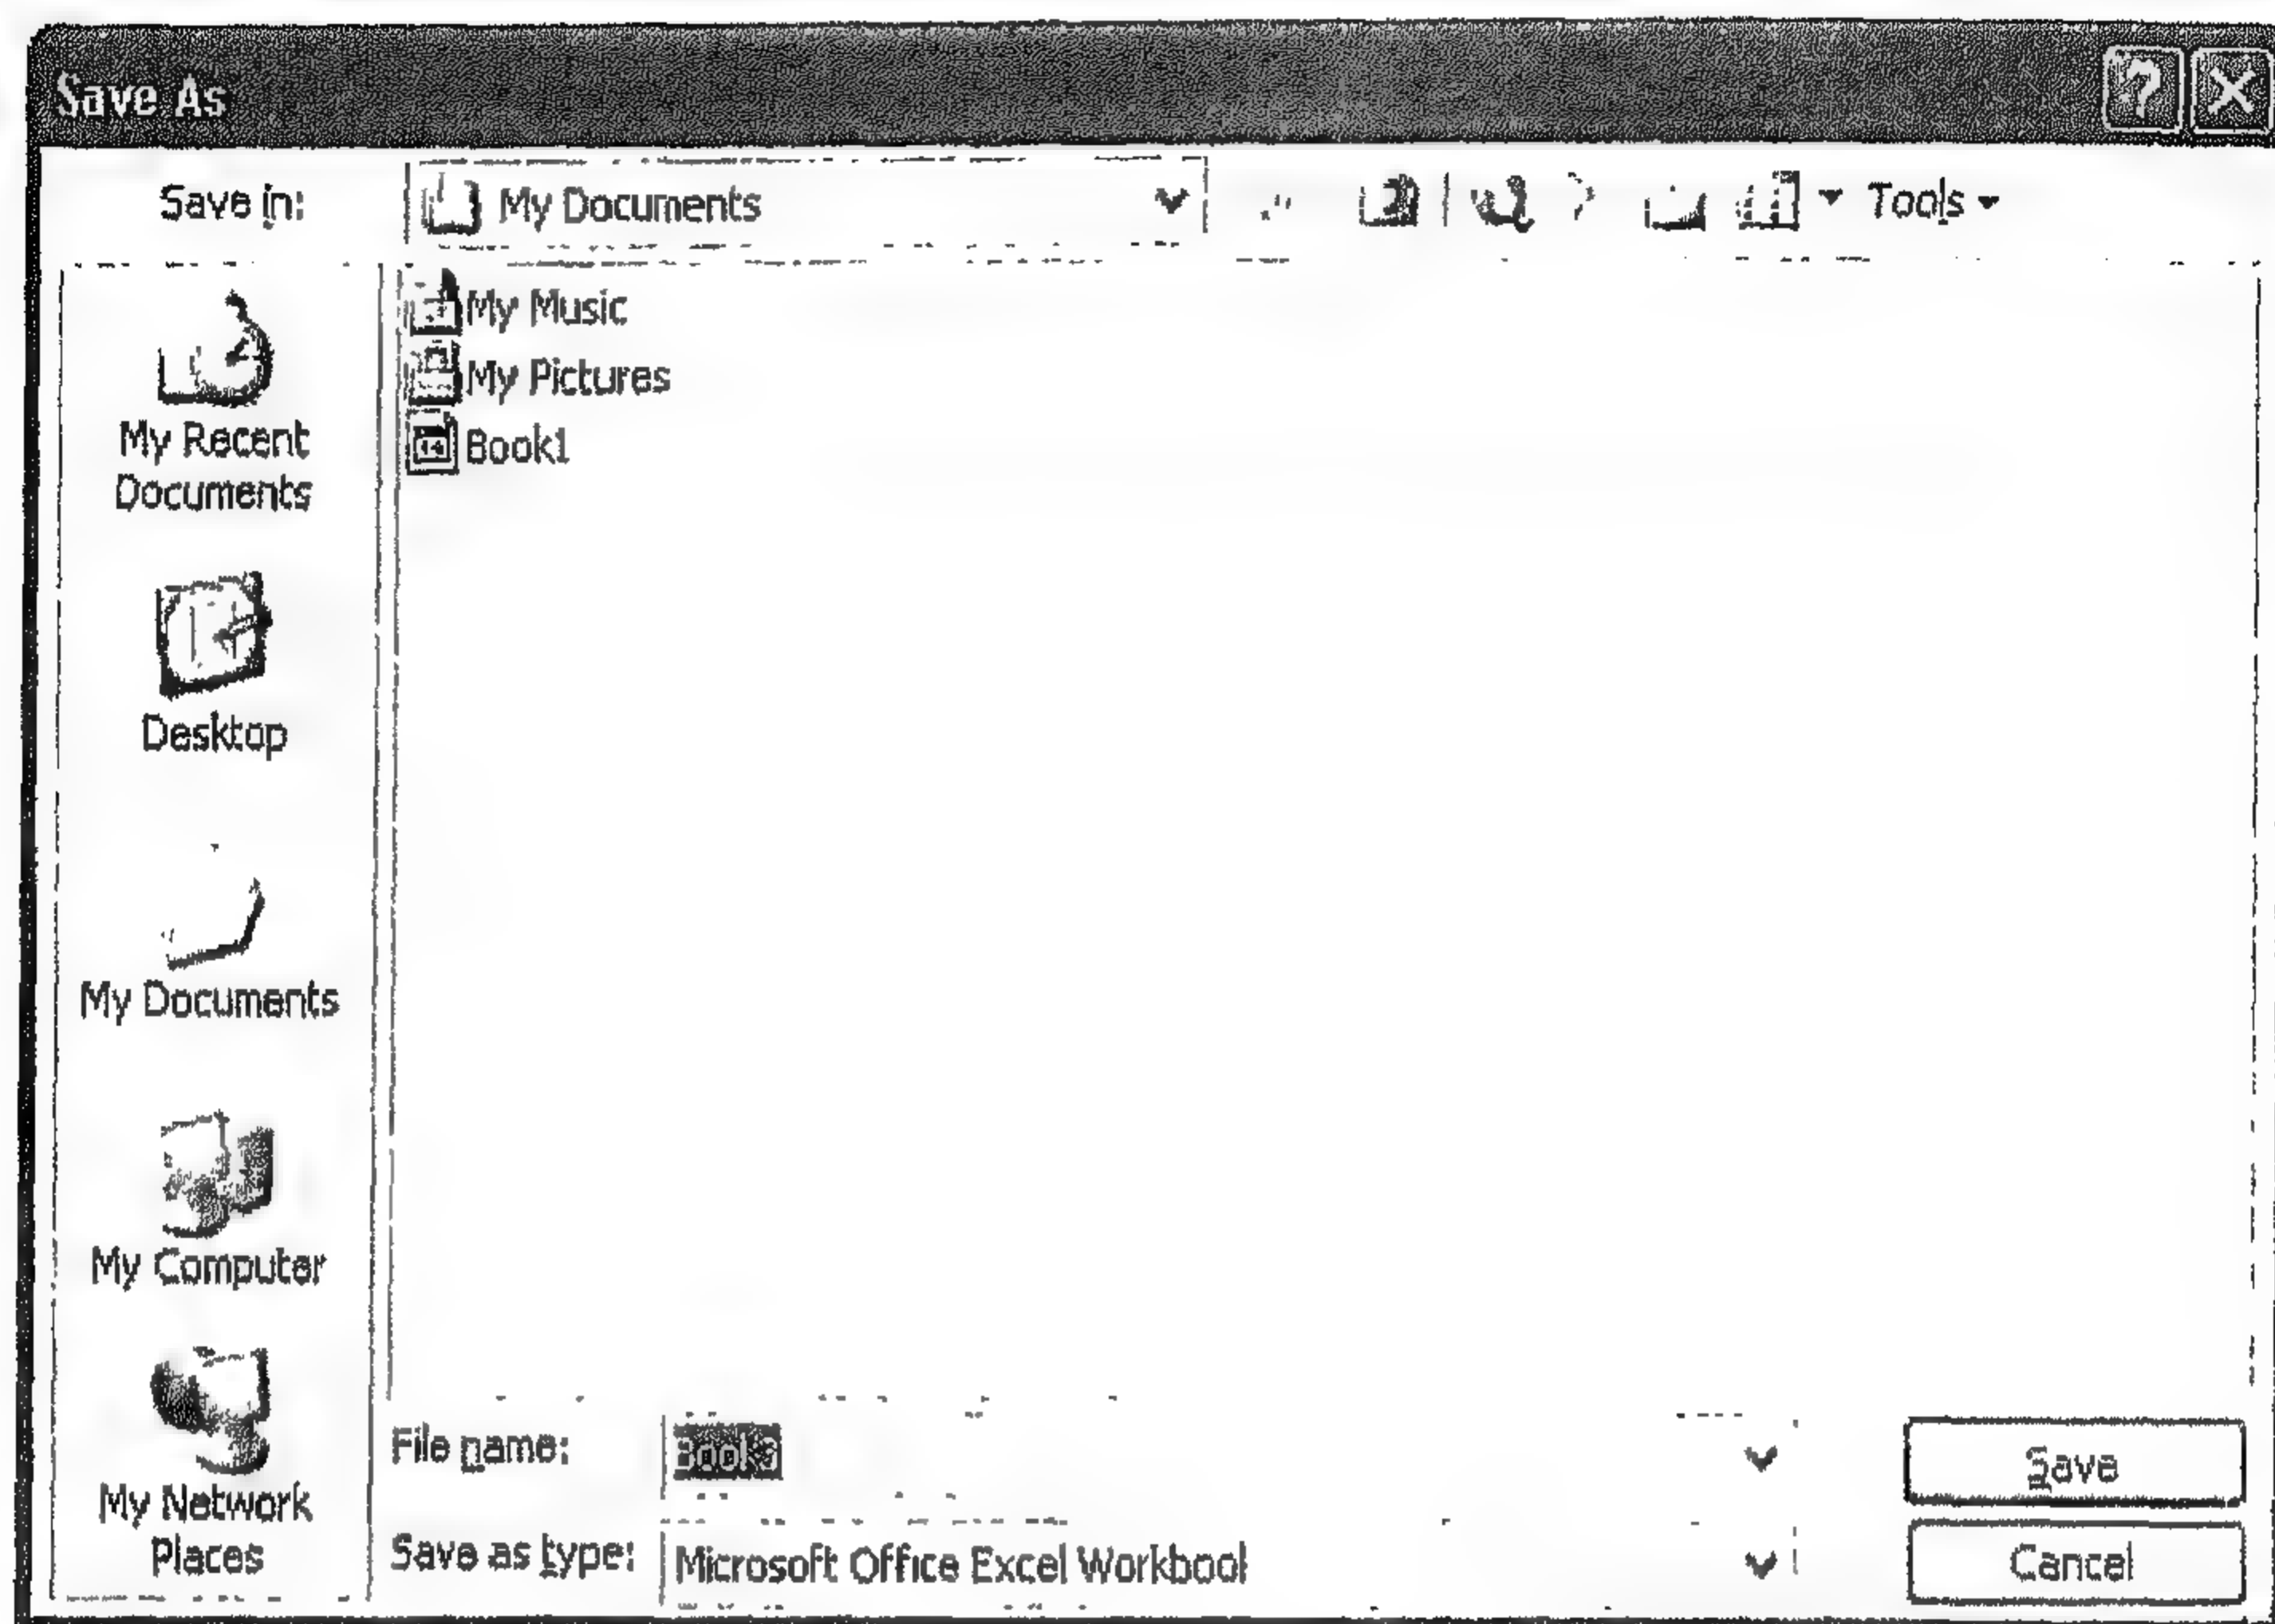 Save As
Save in:
My Documents
Tools
My Recent
Documents
Desktop
My Documents
My Computer
My Network
Places
My Music
My Pictures
Book1
File name:
Save
Save as type:
Microsoft Office Excel Workbook
Cancel